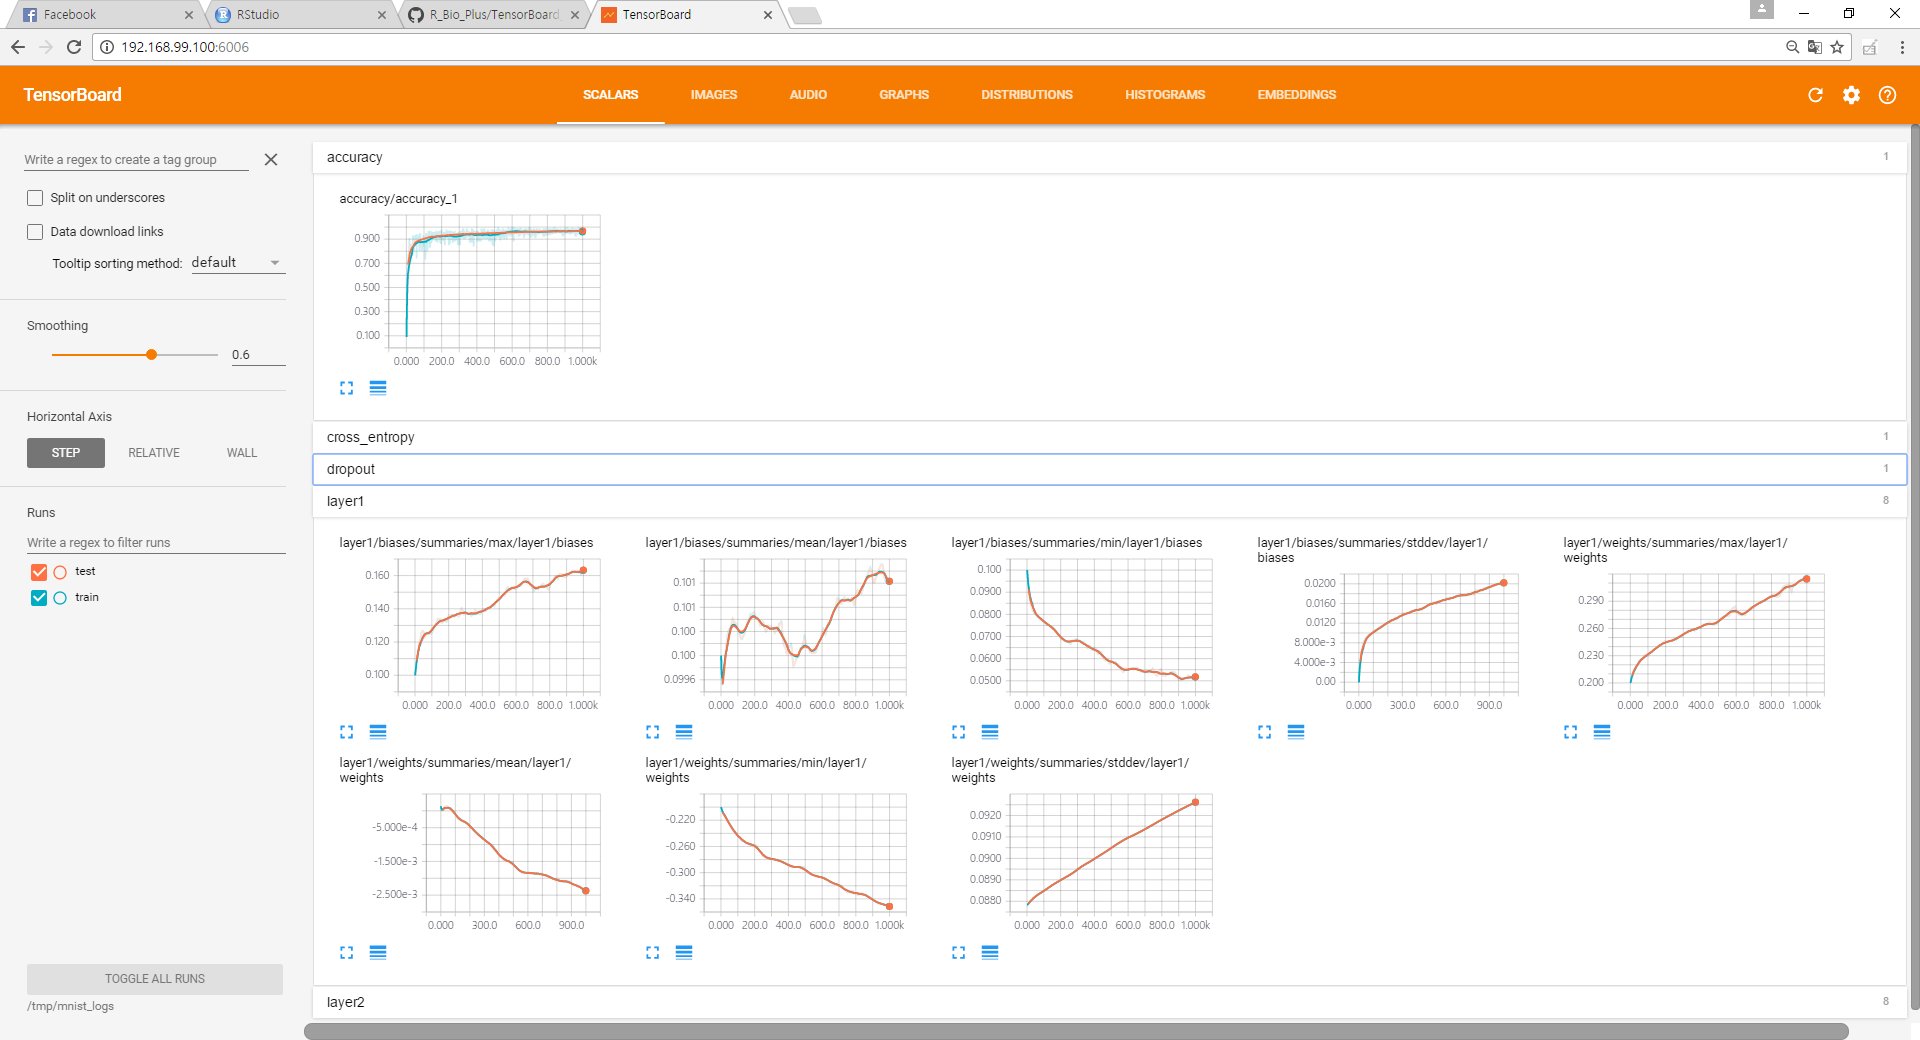 Facebook
RStudio
R_Bio_Plus/TensorBoard_
TensorBoard
192.168.99.100:6006
TensorBoard
SCALARS
IMAGES
AUDIO
GRAPHS
DISTRIBUTIONS
HISTOGRAMS
EMBEDDINGS
Write a regex to create a tag group
Split on underscores
Data download links
Tooltip sorting method: default
Smoothing
0.6
Horizontal Axis
STEP RELATIVE WALL
Runs
Write a regex to filter runs
test
train
TOGGLE ALL RUNS
/tmp/mnist_logs
accuracy 1
accuracy/accuracy_1
0.900
0.700
0.500
0.300
0.100
0.000 200.0 400.0 600.0 800.0 1.000k
cross_entropy 1
dropout 1
layer1 8
layer1/biases/summaries/max/layer1/biases
0.160
0.140
0.120
0.100
0.000 200.0 400.0 600.0 800.0 1.000k
layer1/biases/summaries/mean/layer1/biases
0.101
0.101
0.100
0.100
0.0996
0.000 200.0 400.0 600.0 800.0 1.000k
layer1/biases/summaries/min/layer1/biases
0.100
0.0900
0.0800
0.0700
0.0600
0.0500
0.000 200.0 400.0 600.0 800.0 1.000k
layer1/biases/summaries/stddev/layer1/
biases
0.0200
0.0160
0.0120
8.000e-3
4.000e-3
0.00
0.000 300.0 600.0 900.0
layer1/weights/summaries/max/layer1/
weights
0.290
0.260
0.230
0.200
0.000 200.0 400.0 600.0 800.0 1.000k
layer1/weights/summaries/mean/layer1/
weights
-5.000e-4
-1.500e-3
-2.500e-3
0.000 300.0 600.0 900.0
layer1/weights/summaries/min/layer1/
weights
-0.220
-0.260
-0.300
-0.340
0.000 200.0 400.0 600.0 800.0 1.000k
layer1/weights/summaries/stddev/layer1/
weights
0.0920
0.0910
0.0900
0.0890
0.0880
0.000 200.0 400.0 600.0 800.0 1.000k
layer2 8